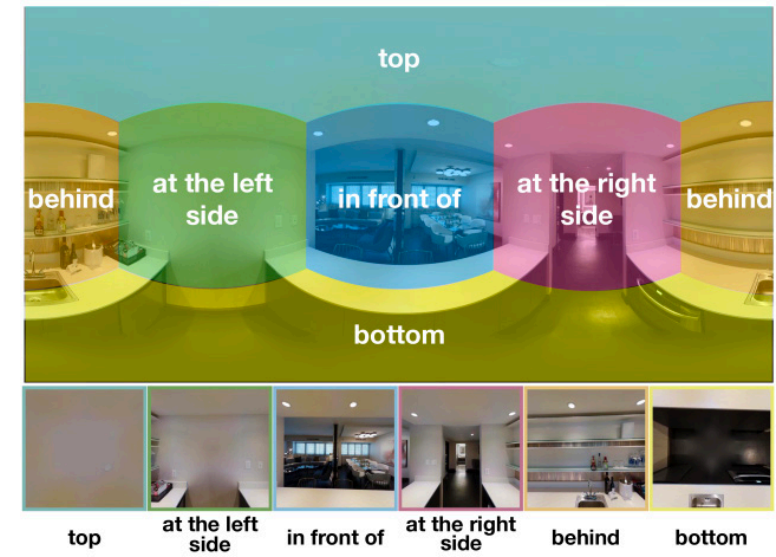 top
behind
at the left
side
in front of
at the right
side
behind
bottom
top
at the left
side
in front of
at the right
side
behind
bottom